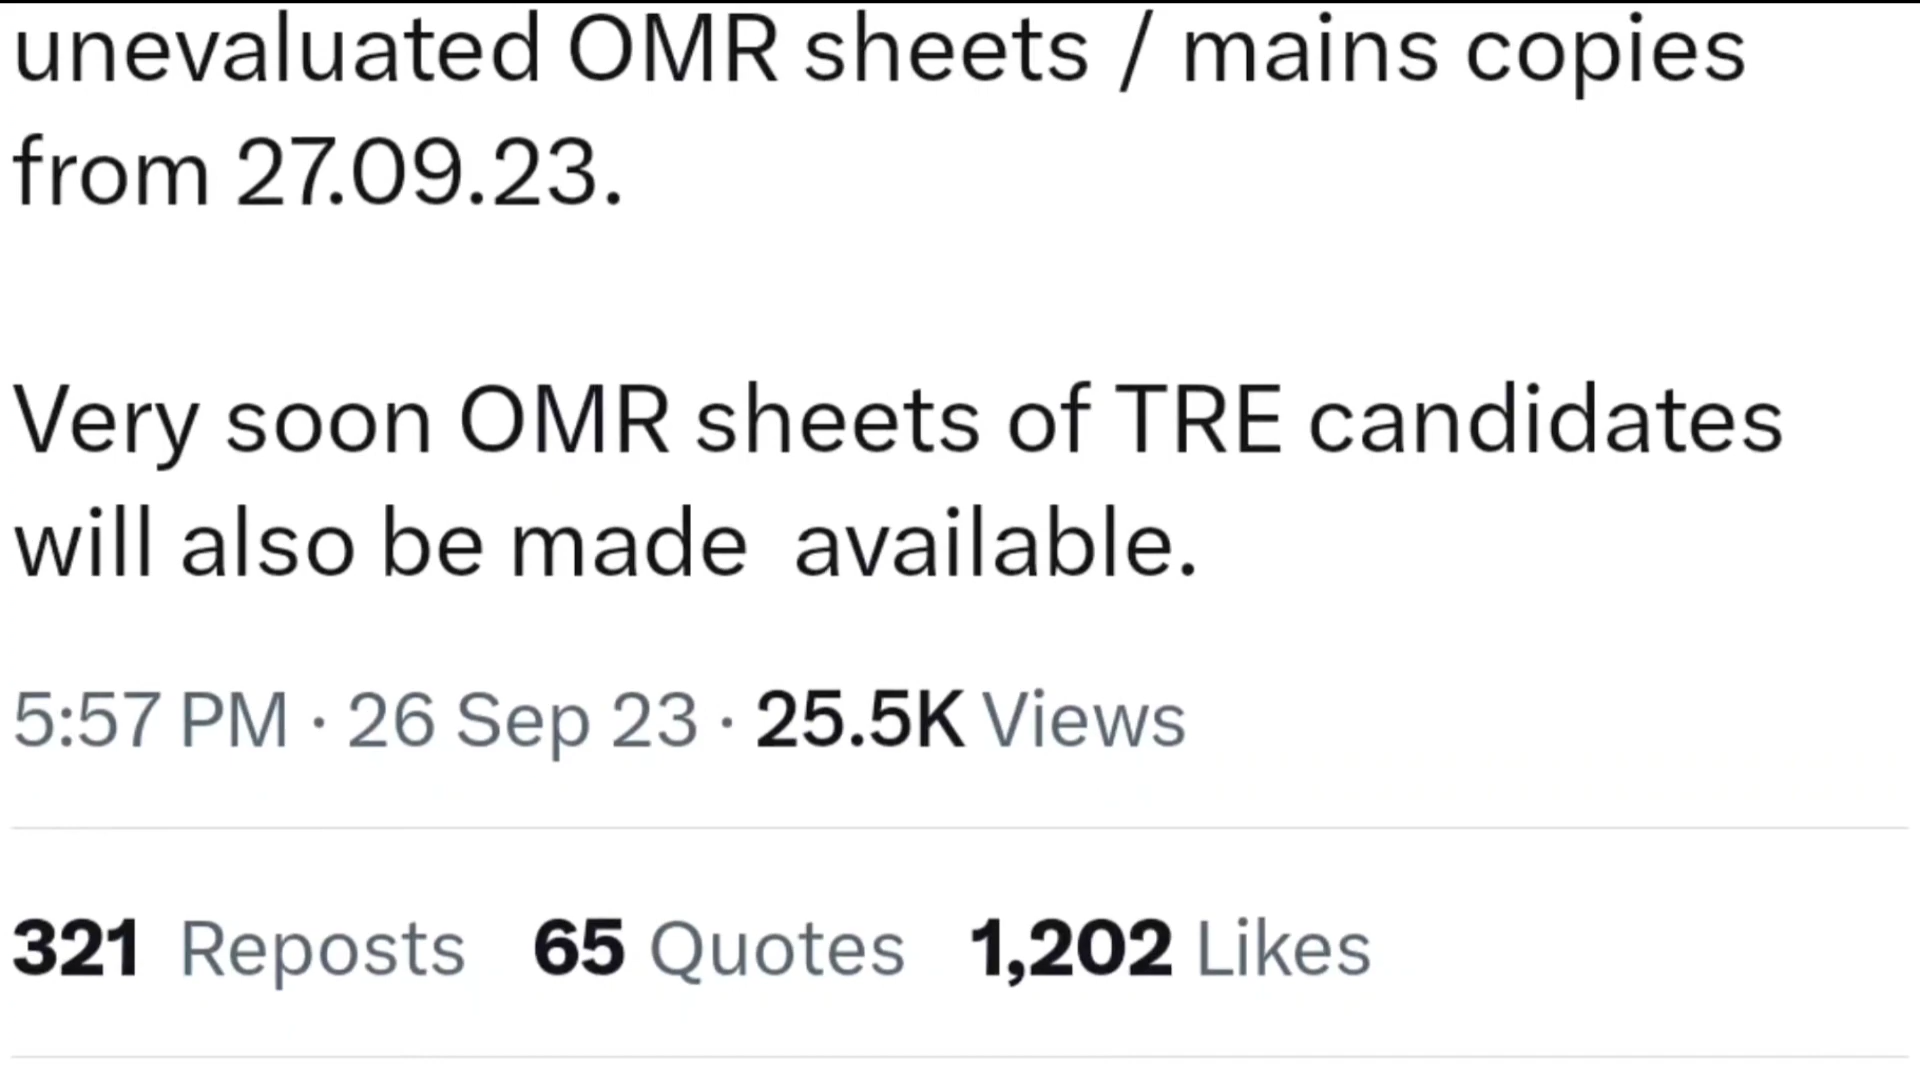 unevaluated OMR sheets / mains copies
from 27.09.23.
Very soon OMR sheets of TRE candidates
will also be made  available.
5:57 PM · 26 Sep 23 · 25.5K Views
321 Reposts 65 Quotes 1,202 Likes